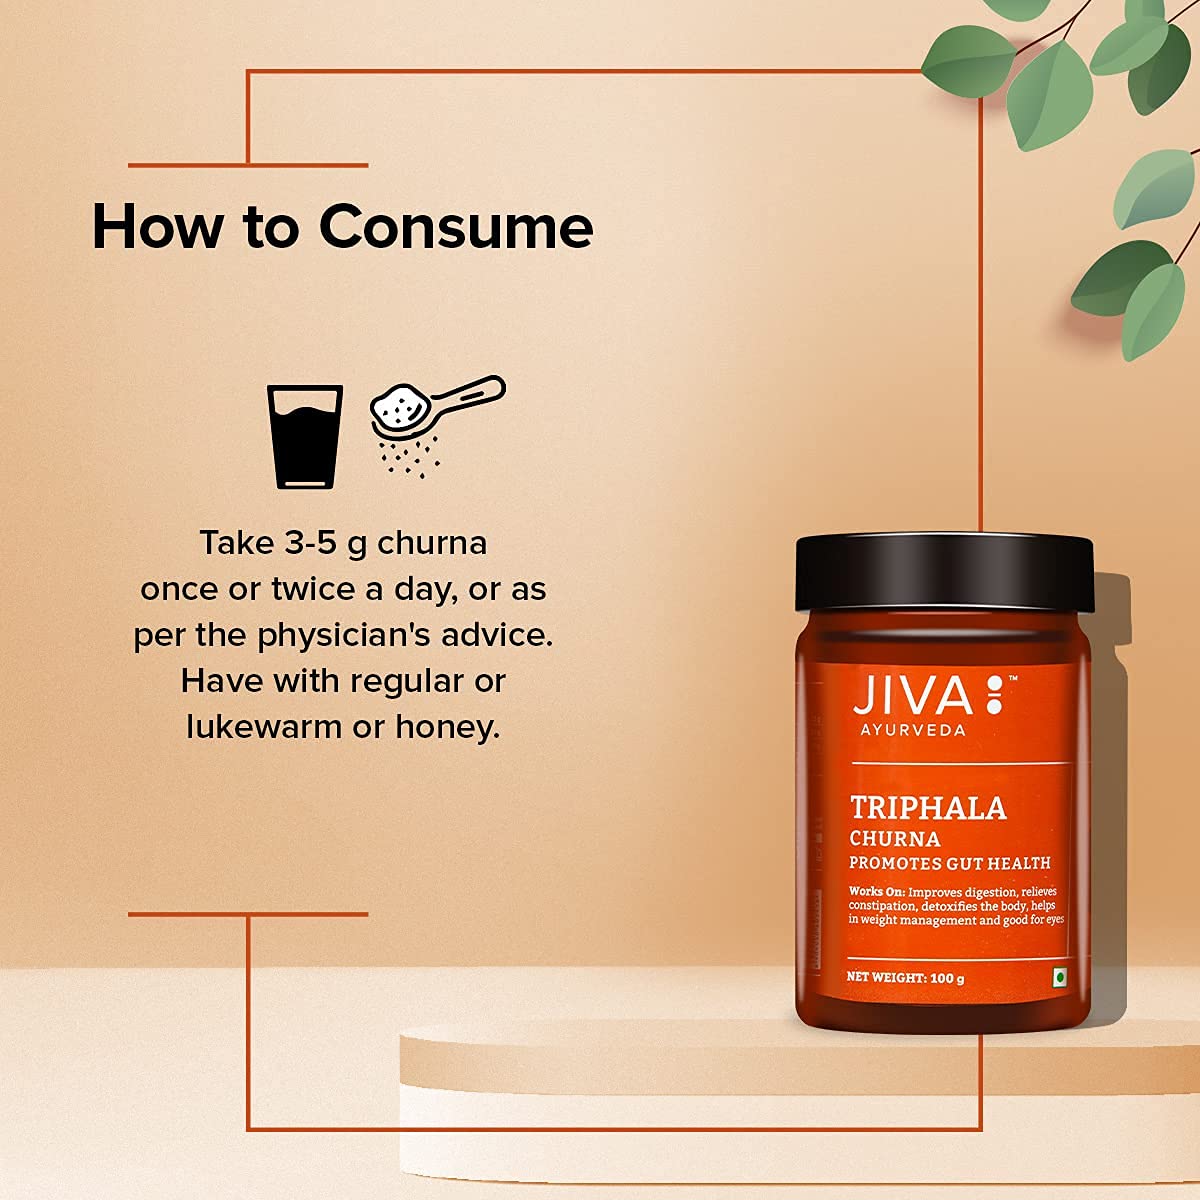 How to Consume
Take 3-5 g churna
once or twice a day, or as
per the physician's advice.
Have with regular or
lukewarm or honey.
JIVA ™
AYURVEDA
TRIPHALA
CHURNA
PROMOTES GUT HEALTH
Works On: Improves digestion, relieves
constipation, detoxifies the body, helps
in weight management and good for eyes
NET WEIGHT: 100 g